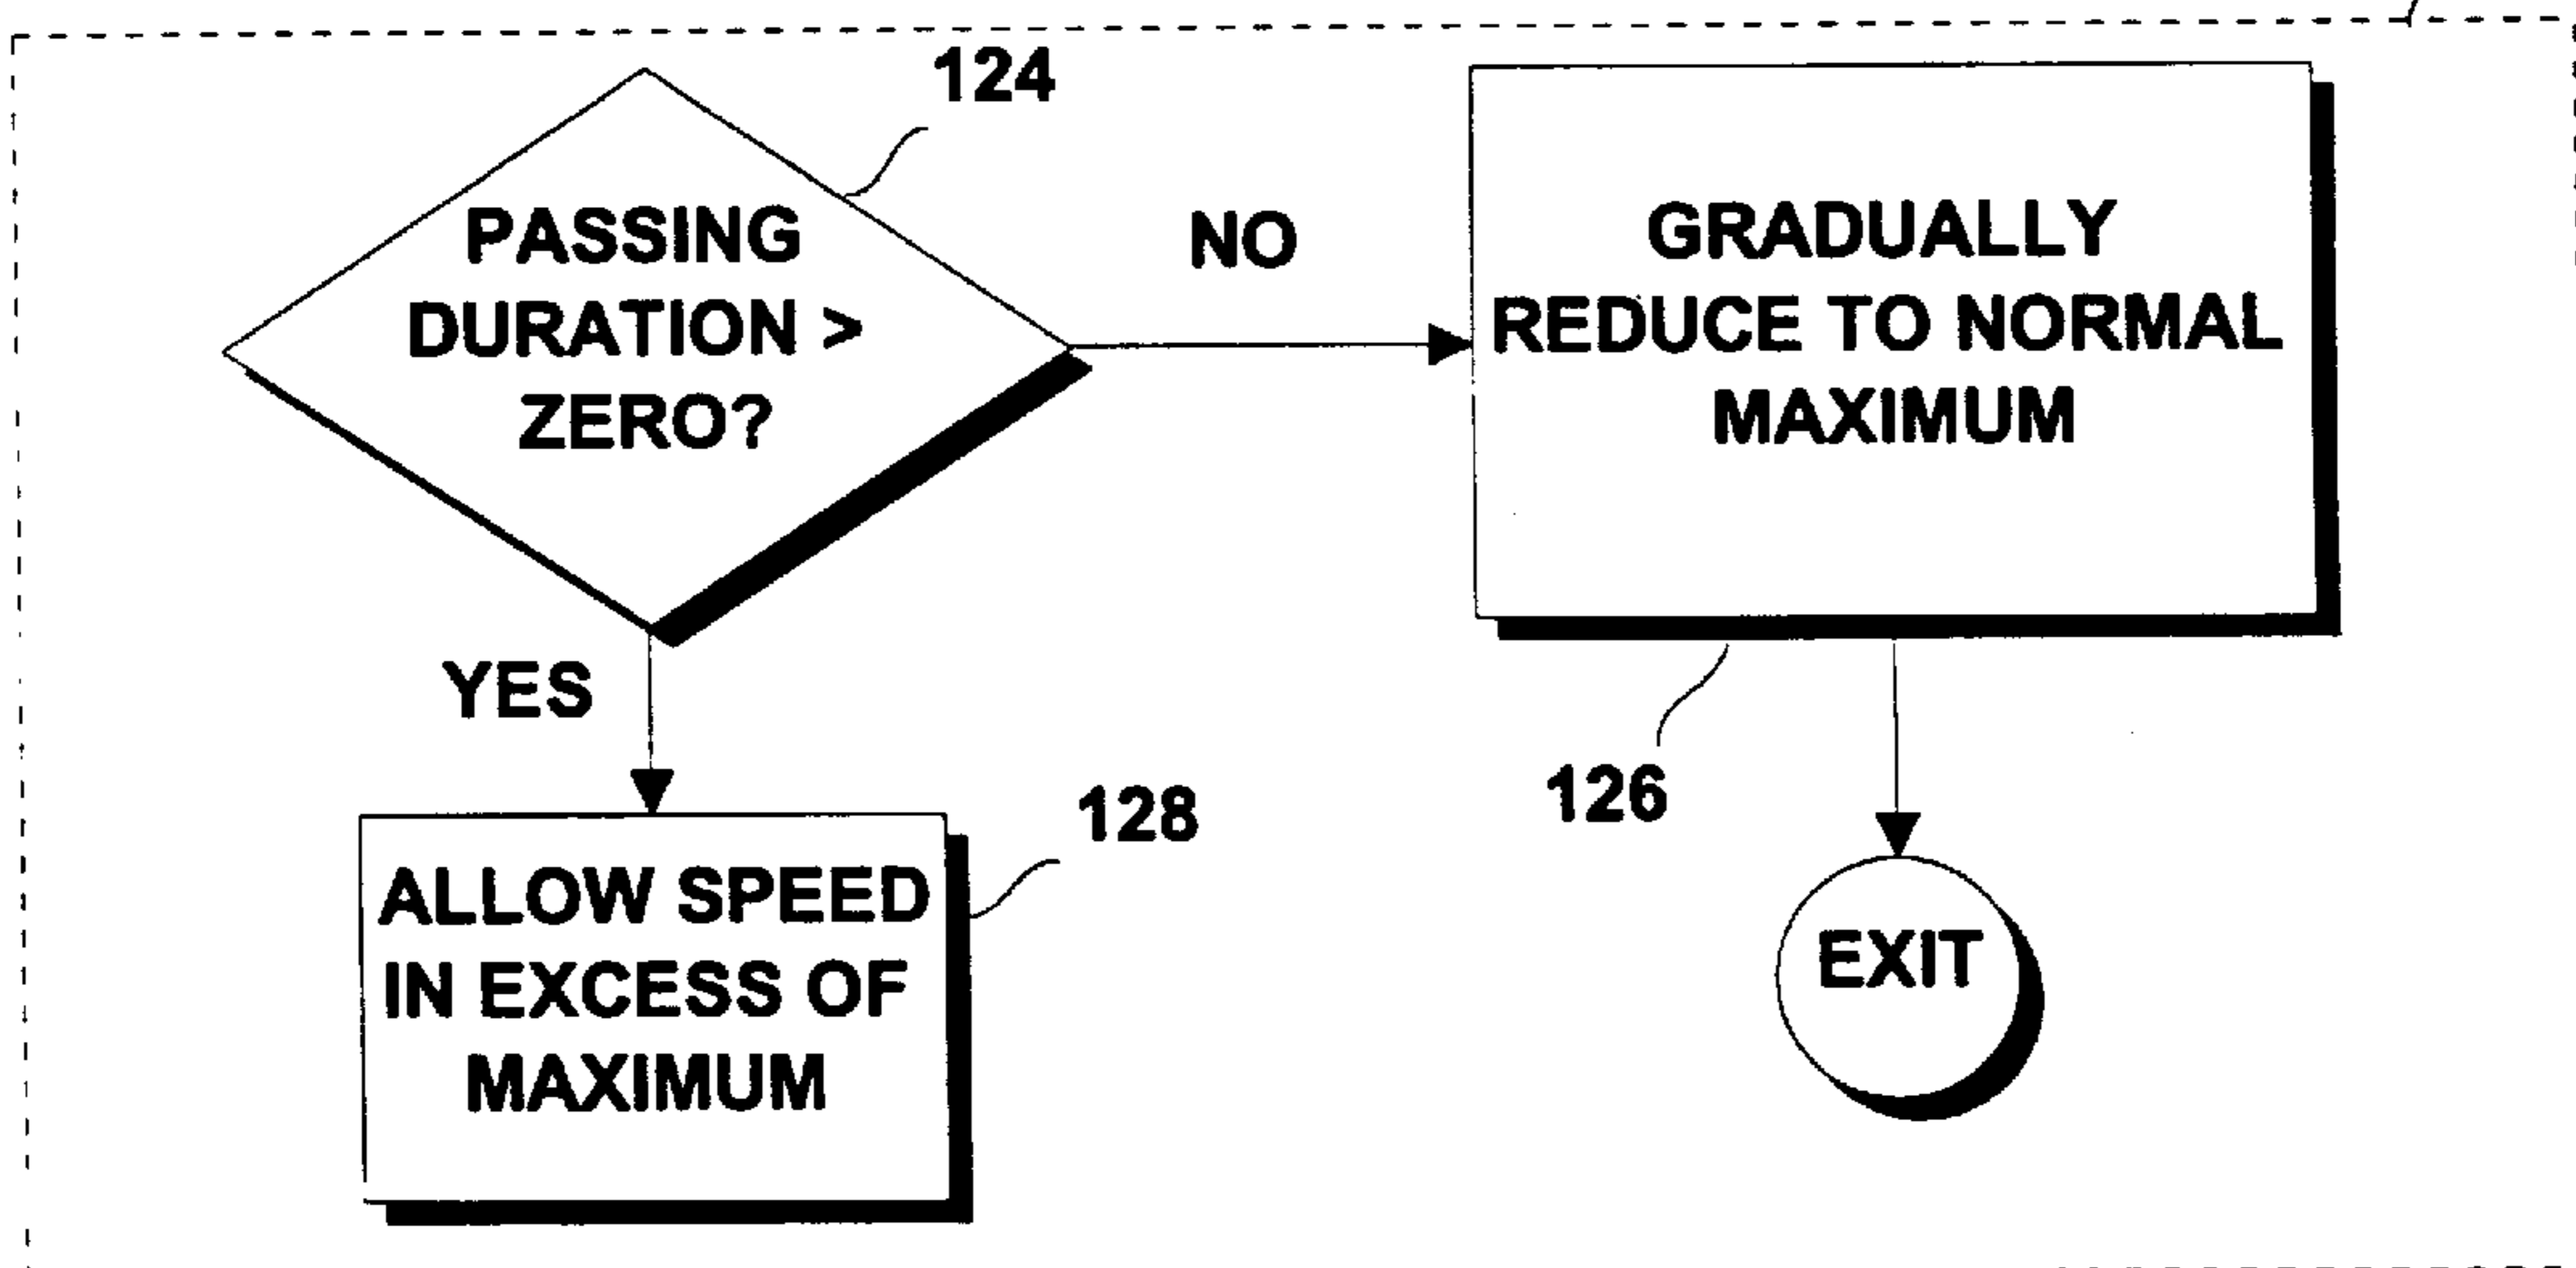 124
PASSING
DURATION >
ZERO?
NO
GRADUALLY
REDUCE TO NORMAL
MAXIMUM
YES
126
128
ALLOW SPEED
IN EXCESS OF
MAXIMUM
EXIT